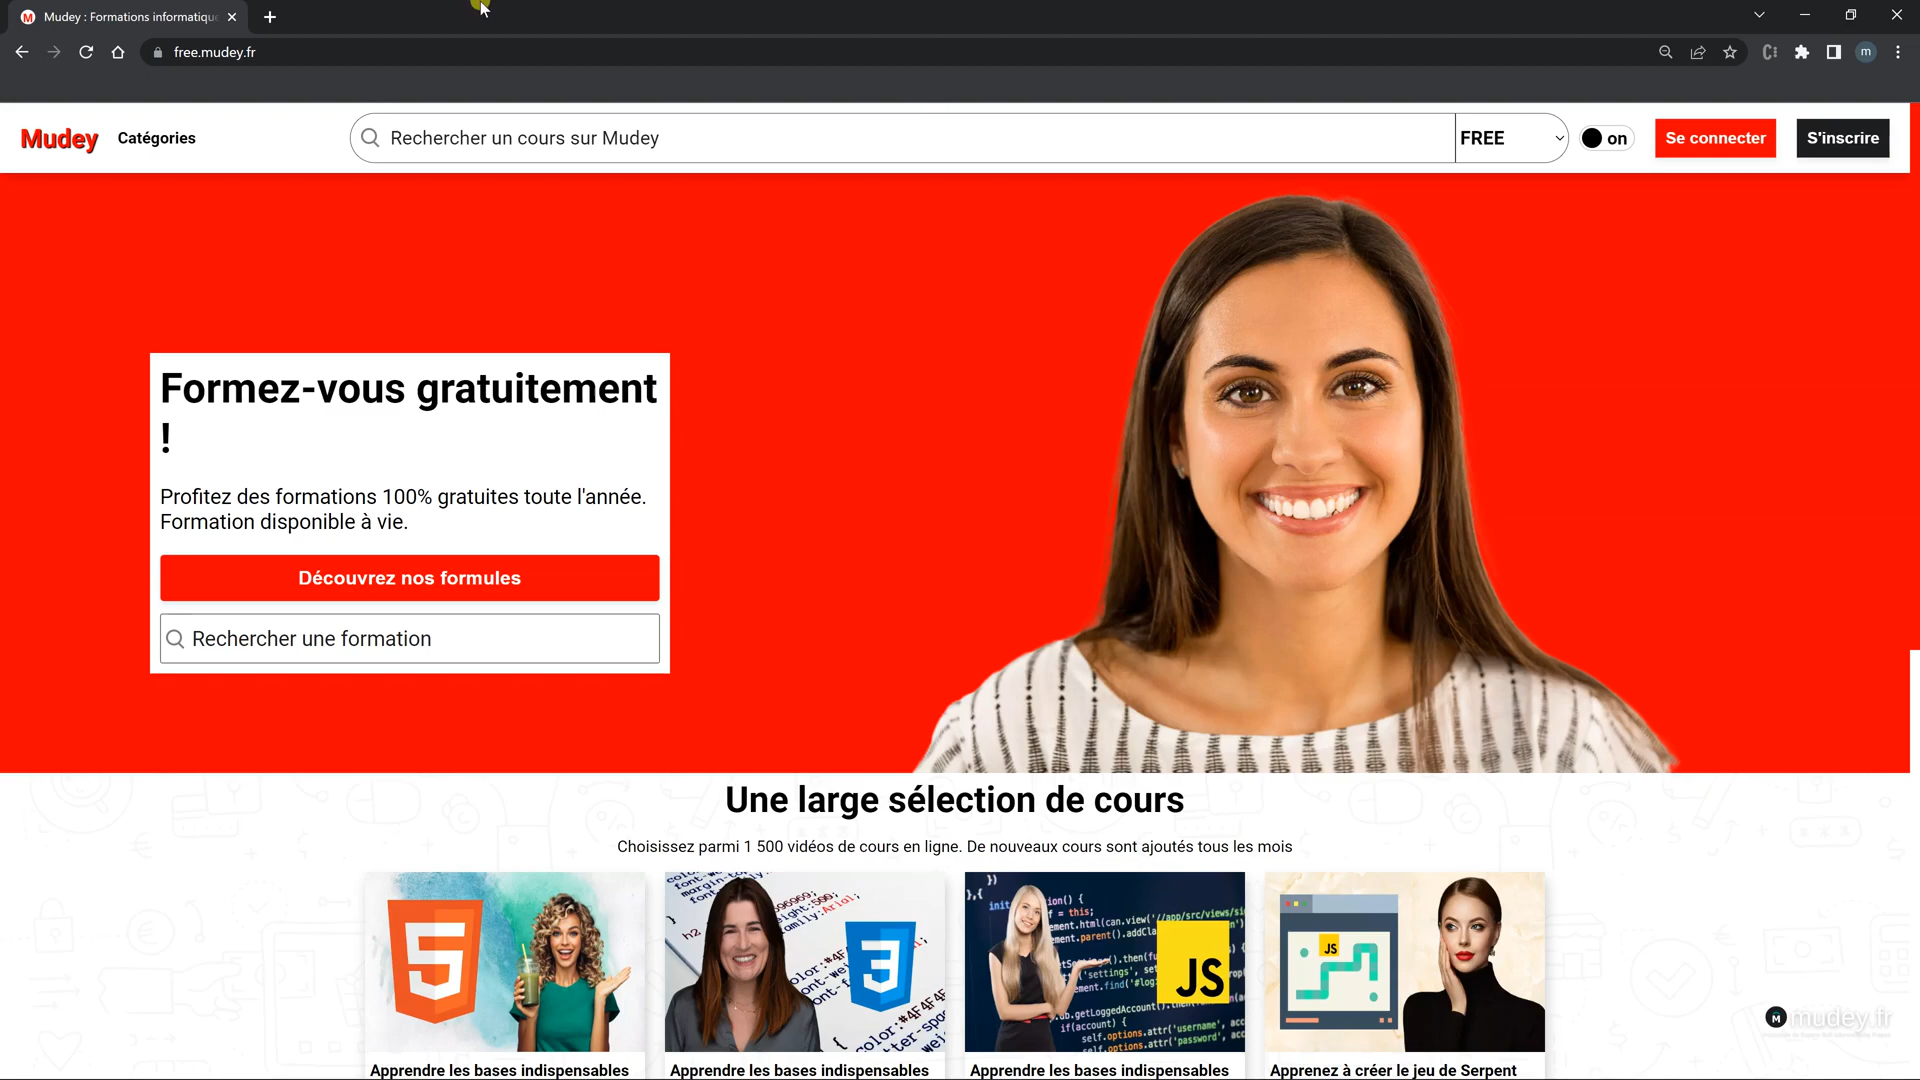 Mudey : Formations informatiqu
free.mudey.fr
m
Mudey
Catégories
Rechercher un cours sur Mudey
FREE
on
Se connecter
S'inscrire
Formez-vous gratuitement
!
Profitez des formations 100% gratuites toute l'année.
Formation disponible à vie.
Découvrez nos formules
Rechercher une formation
Une large sélection de cours
Choisissez parmi 1 500 vidéos de cours en ligne. De nouveaux cours sont ajoutés tous les mois
5
3
JS
JS
mudey.fr
Apprendre les bases indispensables
Apprendre les bases indispensables
Apprendre les bases indispensables
Apprenez à créer le jeu de Serpent